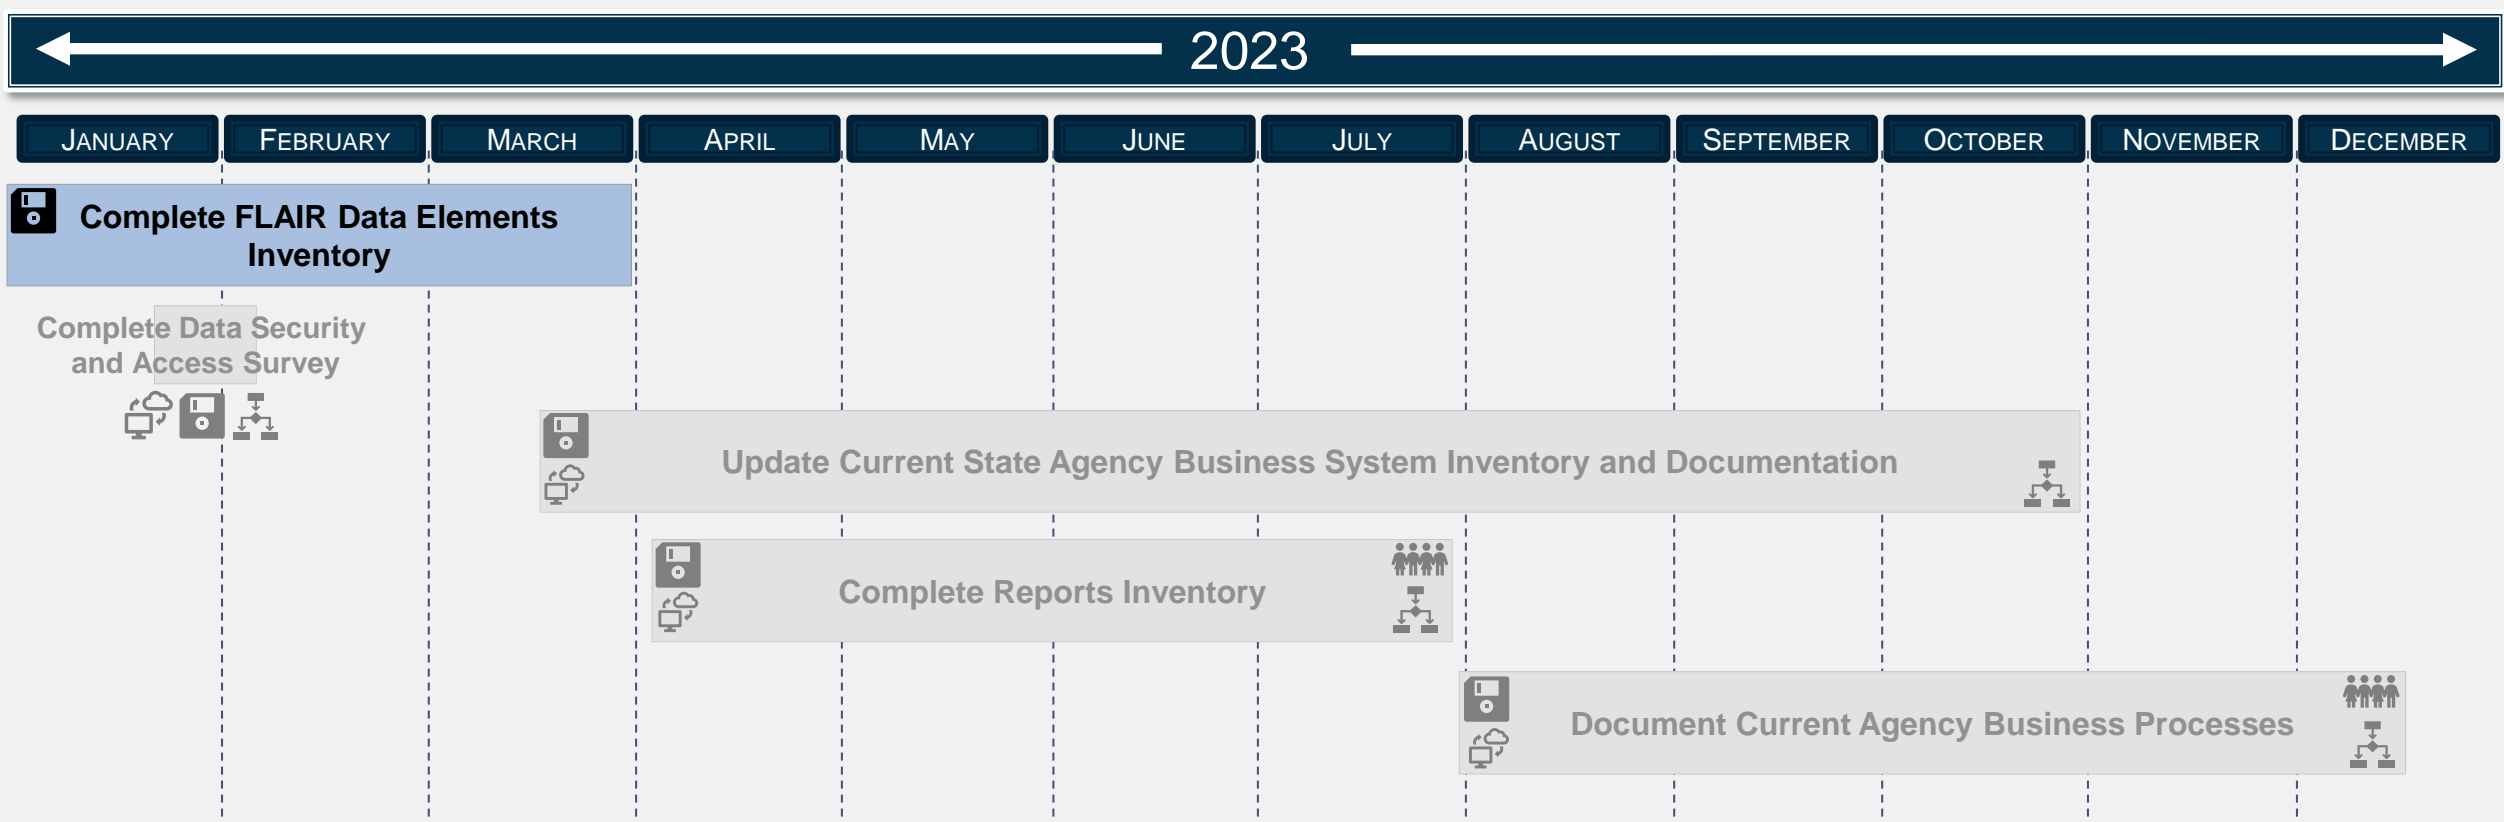 2023
JANUARY
FEBRUARY
MARCH
APRIL
MAY
JUNE
JULY
AUGUST
SEPTEMBER
OCTOBER
NOVEMBER
DECEMBER
Complete FLAIR Data Elements
Inventory
Complete Data Security
and Access Survey
Update Current State Agency Business System Inventory and Documentation
Complete Reports Inventory
Document Current Agency Business Processes